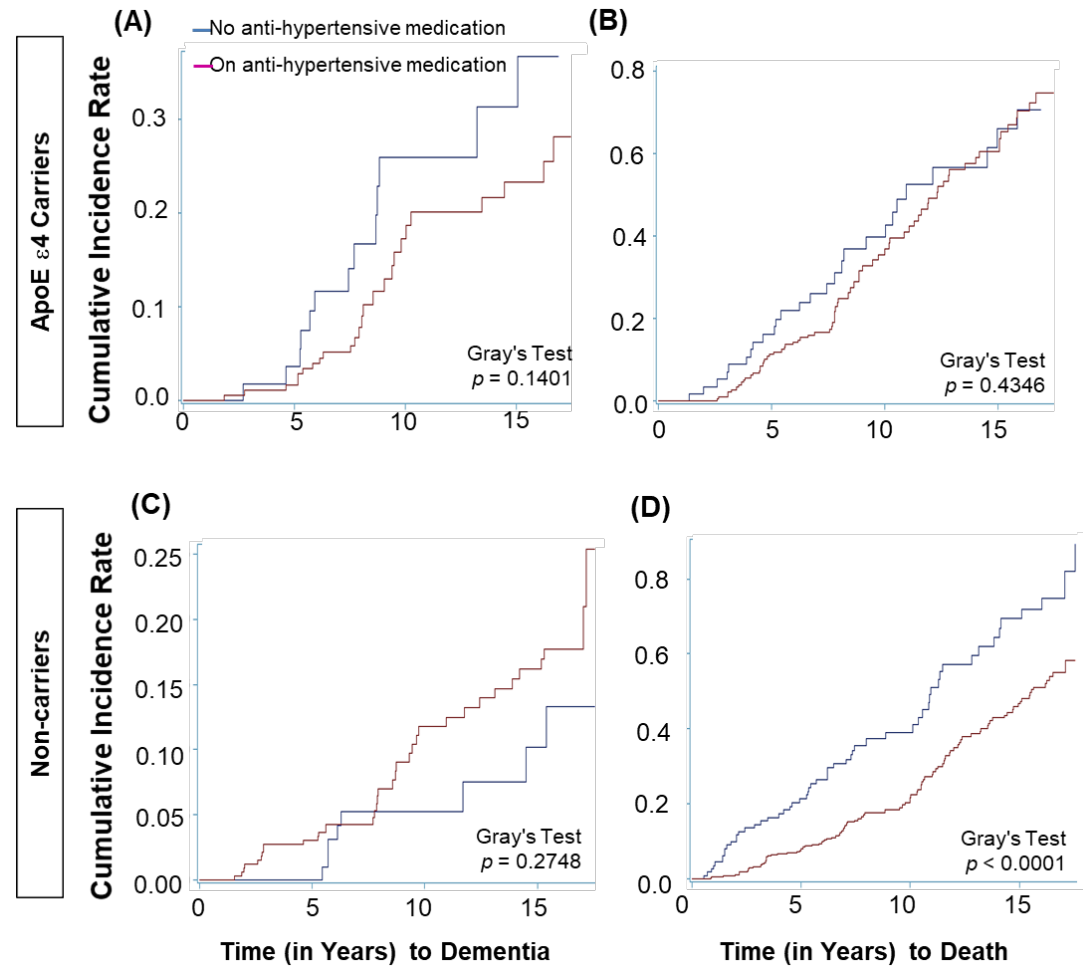 (A)
No anti-hypertensive medication
On anti-hypertensive medication
(B)
ApoE ε4 Carriers
Cumulative Incidence Rate
0.3
0.2
0.1
0.0
0 5 10 15
Gray's Test
p = 0.1401
0.8
0.6
0.4
0.2
0.0
0 5 10 15
Gray's Test
p = 0.4346
(C)
(D)
Non-carriers
Cumulative Incidence Rate
0.25
0.20
0.15
0.10
0.05
0.00
0 5 10 15
Gray's Test
p = 0.2748
Time (in Years) to Dementia
0.8
0.6
0.4
0.2
0.0
0 5 10 15
Gray's Test
p < 0.0001
Time (in Years) to Death